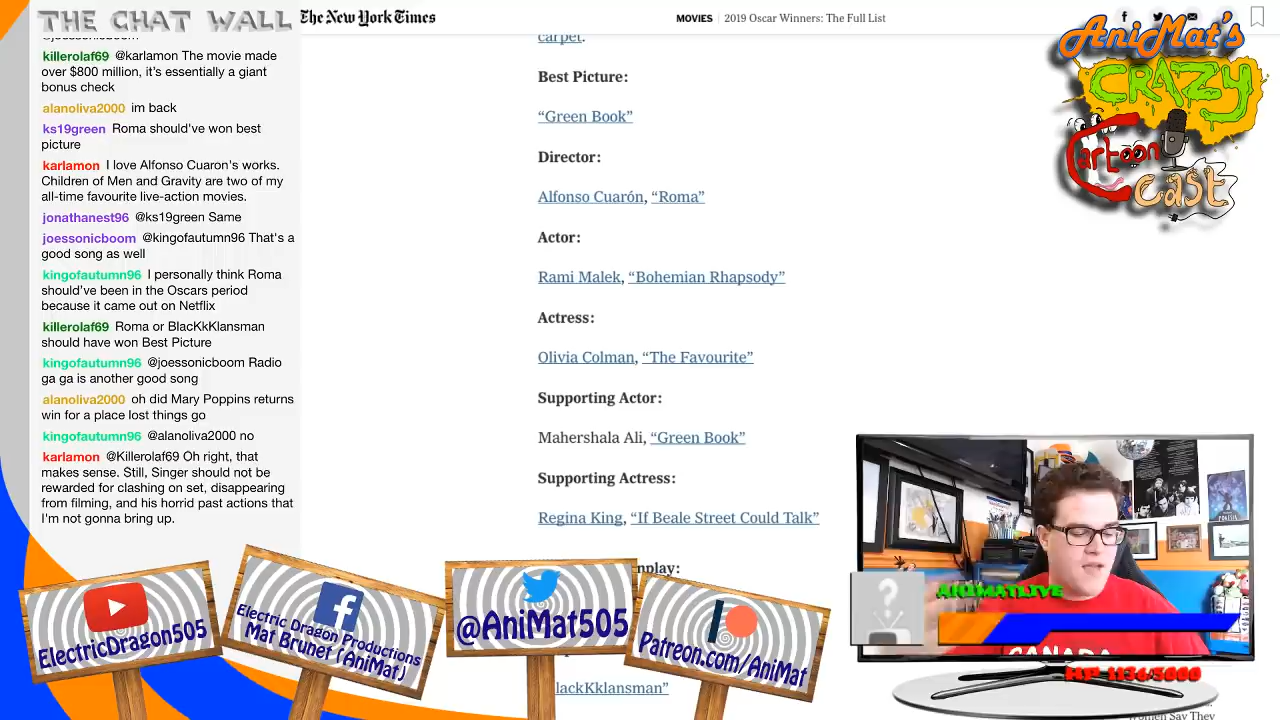 THE CHAT WALL
killerolaf69 @karlamon The movie made
over $800 million, it's essentially a giant
bonus check
alanoliva2000 im back
ks19green Roma should've won best
picture
karlamon I love Alfonso Cuaron's works.
Children of Men and Gravity are two of my
all-time favourite live-action movies.
jonathanest96 @ks19green Same
joessonicboom @kingofautumn96 That's a
good song as well
kingofautumn96 I personally think Roma
should've been in the Oscars period
because it came out on Netflix
killerolaf69 Roma or BlacKkKlansman
should have won Best Picture
kingofautumn96 @joessonicboom Radio
ga ga is another good song
alanoliva2000 oh did Mary Poppins returns
win for a place lost things go
kingofautumn96 @alanoliva2000 no
karlamon @Killerolaf69 Oh right, that
makes sense. Still, Singer should not be
rewarded for clashing on set, disappearing
from filming, and his horrid past actions that
I'm not gonna bring up.
The New York Times
MOVIES | 2019 Oscar Winners: The Full List
carpet.
Best Picture:
“Green Book”
Director:
Alfonso Cuarón, “Roma”
Actor:
Rami Malek, “Bohemian Rhapsody”
Actress:
Olivia Colman, “The Favourite”
Supporting Actor:
Mahershala Ali, “Green Book”
Supporting Actress:
Regina King, “If Beale Street Could Talk”
nplay:
lackKklansman”
AniMat's
CRAZY
Cartoon
Cast
ElectricDragon505
Electric Dragon Productions
Mat Brunet (AniMat)
@AniMat505
Patreon.com/AniMat
ANIMATLIVE
CANADA
HP 1136/5000
Women Say They